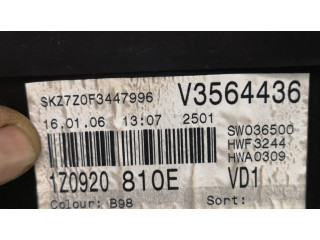 SKZ7Z0F3447996 V3564436
16.01.06 13:07 2501
SW036500
HWF3244
HWA0309
1Z0920 810E VD1
Colour: B98 Sort: